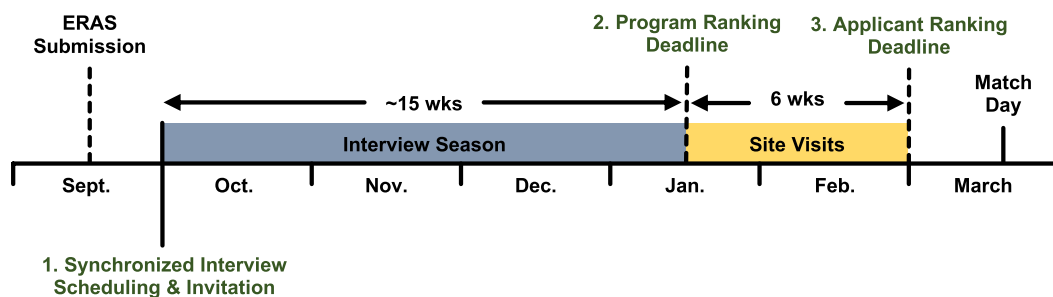 ERAS
Submission
2. Program Ranking
Deadline
3. Applicant Ranking
Deadline
Match
Day
~15 wks
6 wks
Interview Season
Site Visits
Sept.
Oct.
Nov.
Dec.
Jan.
Feb.
March
1. Synchronized Interview
Scheduling & Invitation